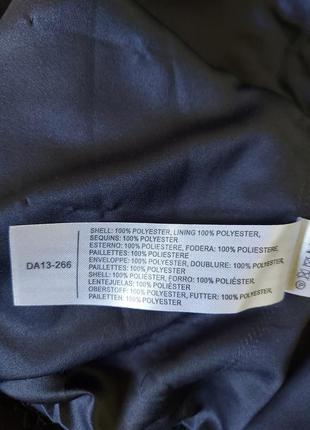 DA13-266
SHELL: 100% POLYESTER, LINING 100% POLYESTER,
SEQUINS: 100% POLYESTER
ESTERNO: 100% POLIESTERE, FODERA: 100% POLIESTERE,
PAILLETTES: 100% POLIESTERE
ENVELOPPE: 100% POLYESTER, DOUBLURE: 100% POLYESTER,
PAILLETTES: 100% POLYESTER
SHELL: 100% POLIÉSTER, FORRO: 100% POLIÉSTER,
LENTEJUELAS: 100% POLIÉSTER
OBERSTOFF: 100% POLYESTER, FUTTER: 100% POLYESTER,
PAILETTEN: 100% POLYESTER